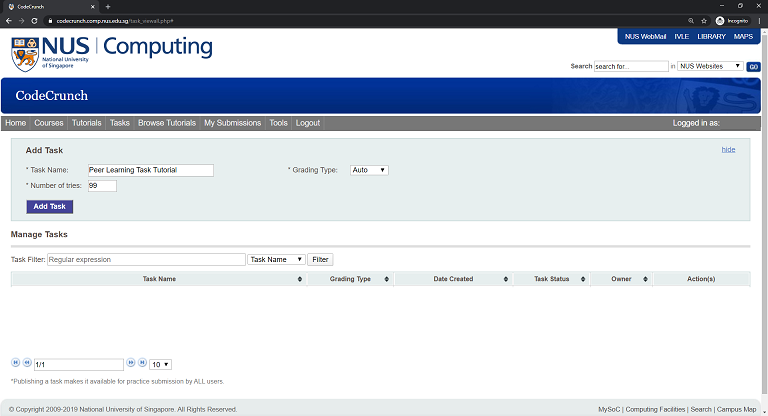 CodeCrunch
codecrunch.comp.nus.edu.sg/task_viewall.php#
Incognito
NUS WebMail IVLE LIBRARY MAPS
NUS Computing
National University
of Singapore
Search search for... in NUS Websites GO
CodeCrunch
Home Courses Tutorials Tasks Browse Tutorials My Submissions Tools Logout Logged in as:
Add Task hide
* Task Name: Peer Learning Task Tutorial * Grading Type: Auto
* Number of tries: 99
Add Task
Manage Tasks
Task Filter: Regular expression Task Name Filter
Task Name Grading Type Date Created Task Status Owner Action(s)
1/1 10
*Publishing a task makes it available for practice submission by ALL users.
© Copyright 2009-2019 National University of Singapore. All Rights Reserved. MySoC | Computing Facilities | Search | Campus Map